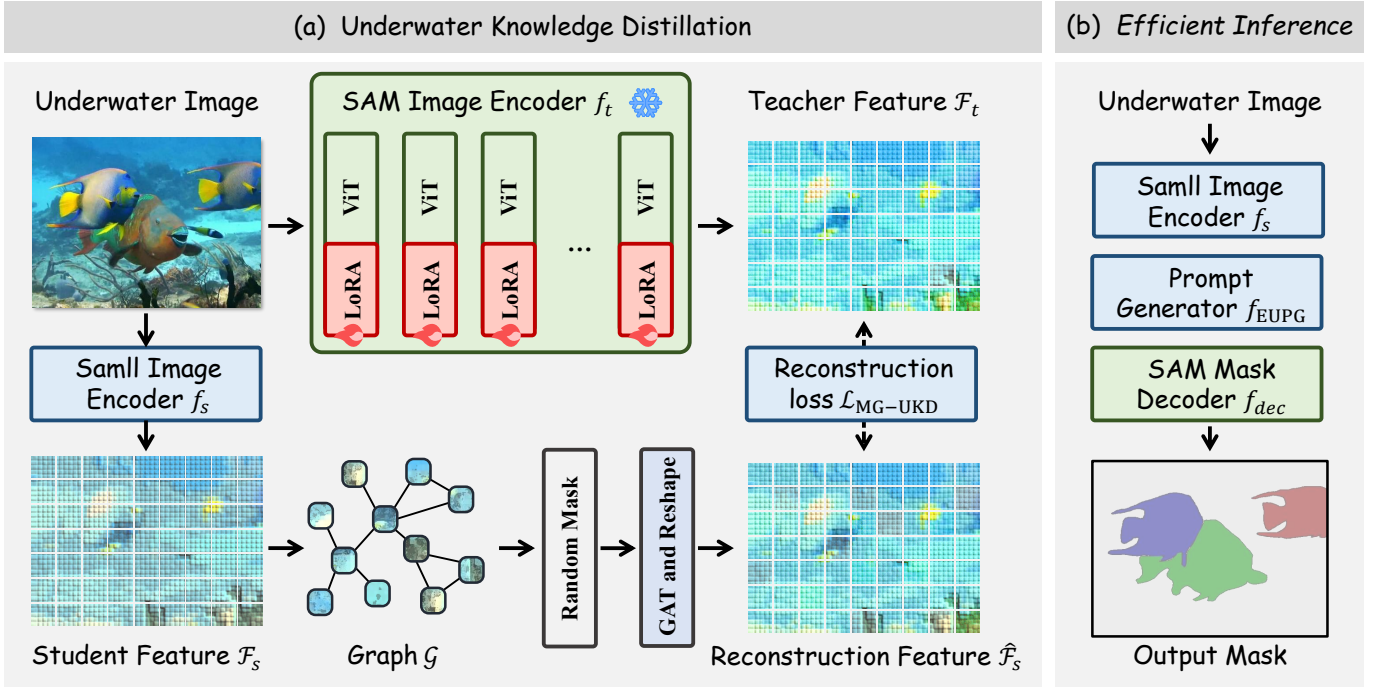 (a) Underwater Knowledge Distillation
(b) Efficient Inference
Underwater Image
SAM Image Encoder f_t
Teacher Feature ℱ_t
ViT
ViT
ViT
...
ViT
LoRA
LoRA
LoRA
LoRA
Samll Image
Encoder f_s
Reconstruction
loss ℒ_MG−UKD
Random Mask
GAT and Reshape
Student Feature ℱ_s
Graph 𝒢
Reconstruction Feature ℱ̂_s
Underwater Image
Samll Image
Encoder f_s
Prompt
Generator f_EUPG
SAM Mask
Decoder f_dec
Output Mask